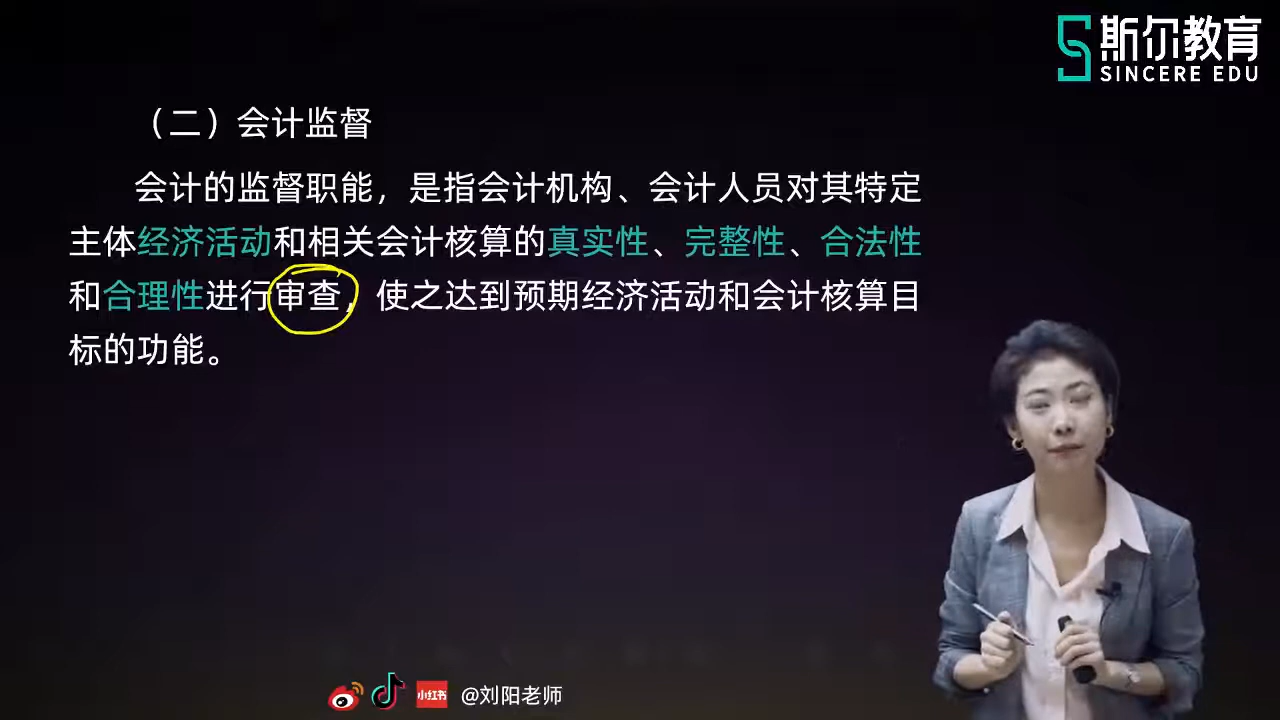 斯尔教育
SINCERE EDU
（二）会计监督
会计的监督职能，是指会计机构、会计人员对其特定
主体经济活动和相关会计核算的真实性、完整性、合法性
和合理性进行审查，使之达到预期经济活动和会计核算目
标的功能。
小红书 @刘阳老师